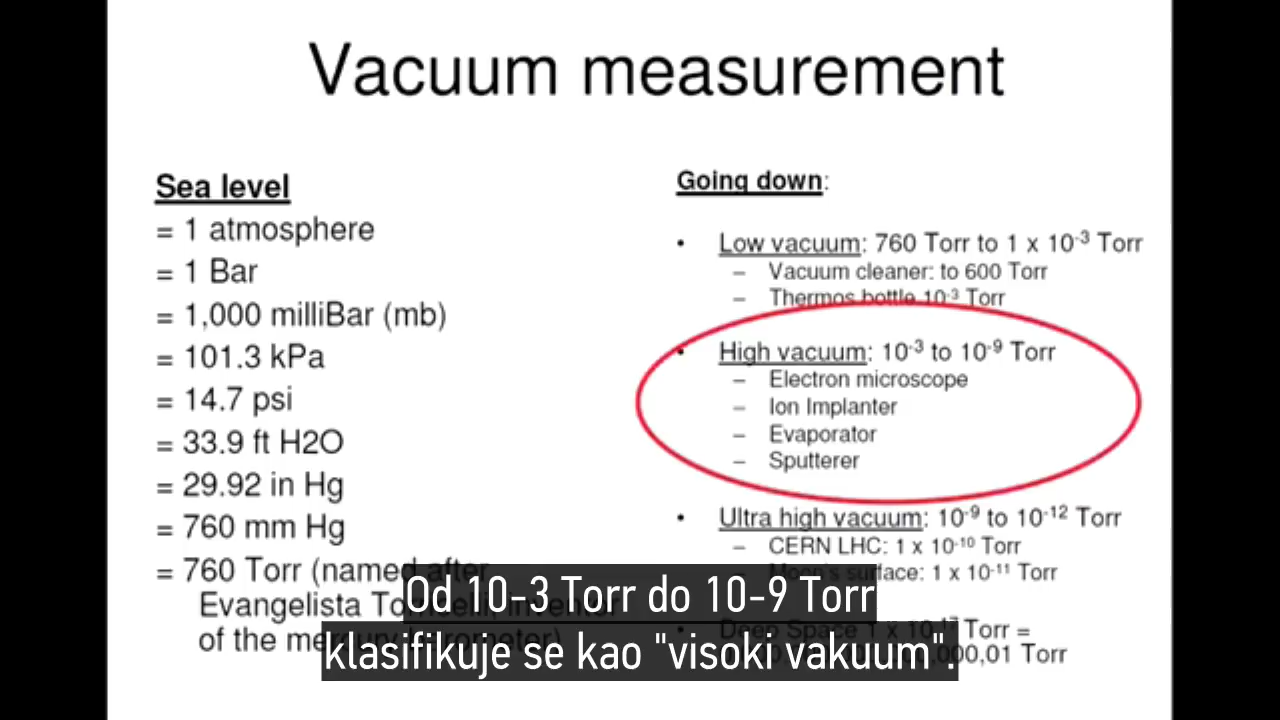 Vacuum measurement
Sea level
= 1 atmosphere
= 1 Bar
= 1,000 milliBar (mb)
= 101.3 kPa
= 14.7 psi
= 33.9 ft H2O
= 29.92 in Hg
= 760 mm Hg
= 760 Torr (named after
Evangelista
of the
Going down:
• Low vacuum: 760 Torr to 1 x 10⁻³ Torr
– Vacuum cleaner: to 600 Torr
– Thermos bottle 10⁻³ Torr
• High vacuum: 10⁻³ to 10⁻⁹ Torr
– Electron microscope
– Ion Implanter
– Evaporator
– Sputterer
• Ultra high vacuum: 10⁻⁹ to 10⁻¹² Torr
– CERN LHC: 1 x 10⁻¹⁰ Torr
– Moon's surface: 1 x 10⁻¹¹ Torr
• Deep Space 1 x Torr =
Torr
Od 10-3 Torr do 10-9 Torr
klasifikuje se kao "visoki vakuum".